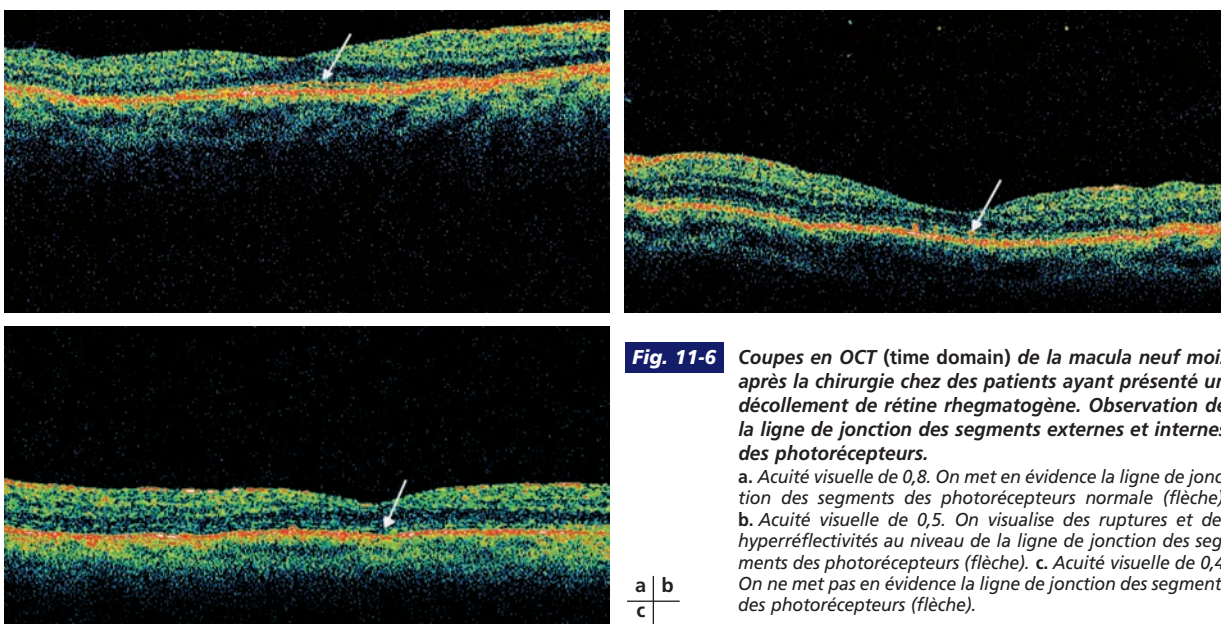 Fig. 11-6 Coupes en OCT (time domain) de la macula neuf moi
après la chirurgie chez des patients ayant présenté un
décollement de rétine rhegmatogène. Observation de
la ligne de jonction des segments externes et internes
des photorécepteurs.
a. Acuité visuelle de 0,8. On met en évidence la ligne de jonc
tion des segments des photorécepteurs normale (flèche)
b. Acuité visuelle de 0,5. On visualise des ruptures et de
hyperréflectivités au niveau de la ligne de jonction des seg
ments des photorécepteurs (flèche). c. Acuité visuelle de 0,4
On ne met pas en évidence la ligne de jonction des segment
des photorécepteurs (flèche).
a b
c